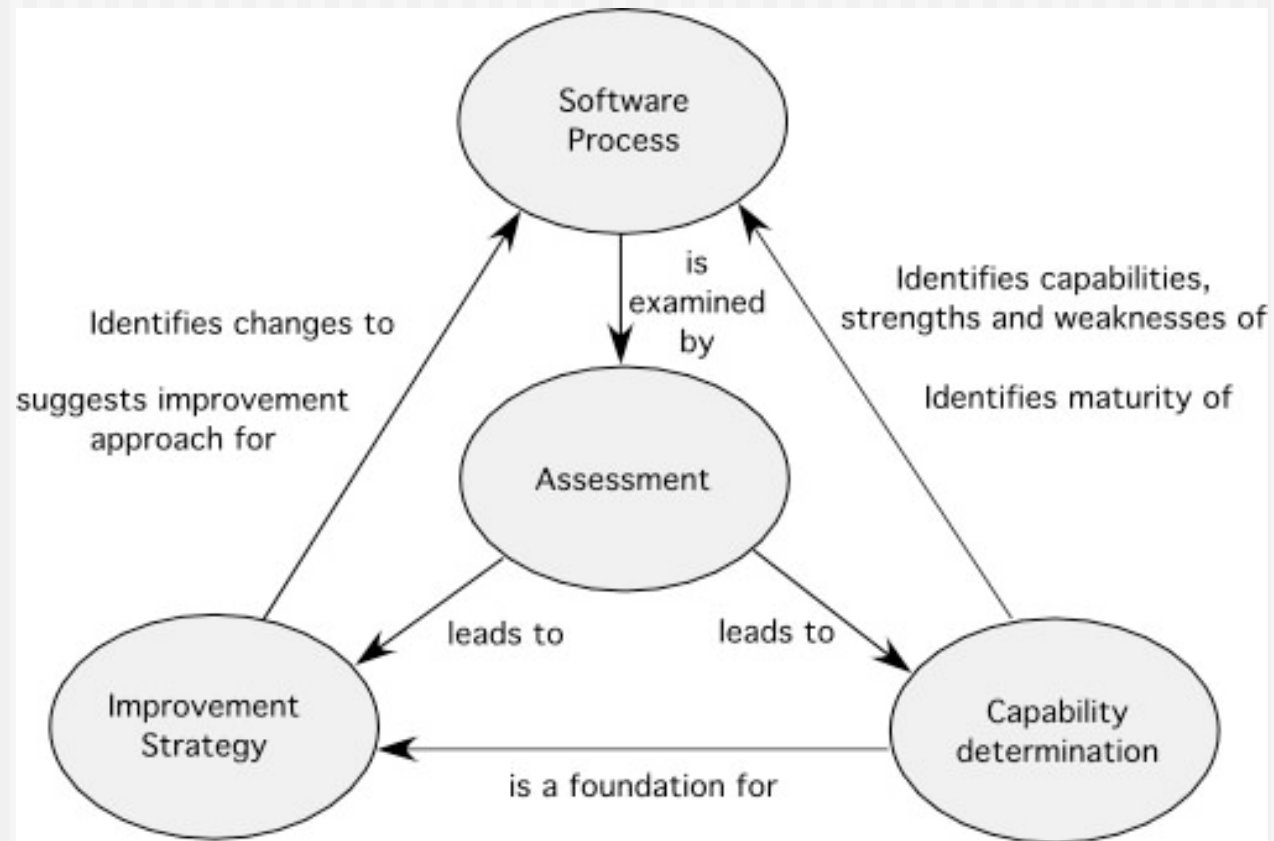 Software
Process
is
examined
by
Identifies capabilities,
strengths and weaknesses of
Identifies changes to
suggests improvement
approach for
Identifies maturity of
Assessment
leads to
leads to
Improvement
Strategy
Capability
determination
is a foundation for